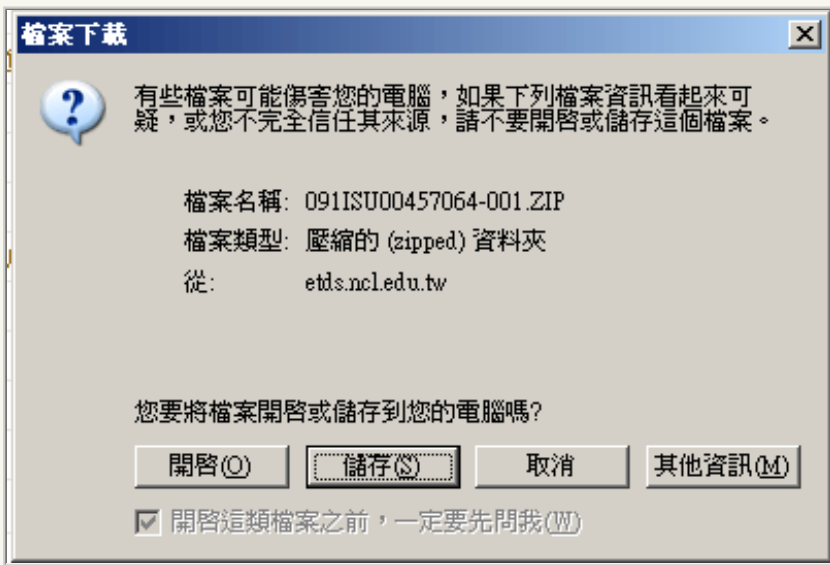 檔案下載
有些檔案可能傷害您的電腦，如果下列檔案資訊看起來可
疑，或您不完全信任其來源，請不要開啓或儲存這個檔案。
檔案名稱: 091ISU00457064-001.ZIP
檔案類型: 壓縮的 (zipped) 資料夾
從: etds.ncl.edu.tw
您要將檔案開啓或儲存到您的電腦嗎?
開啓(O) 儲存(S) 取消 其他資訊(M)
開啓這類檔案之前，一定要先問我(W)